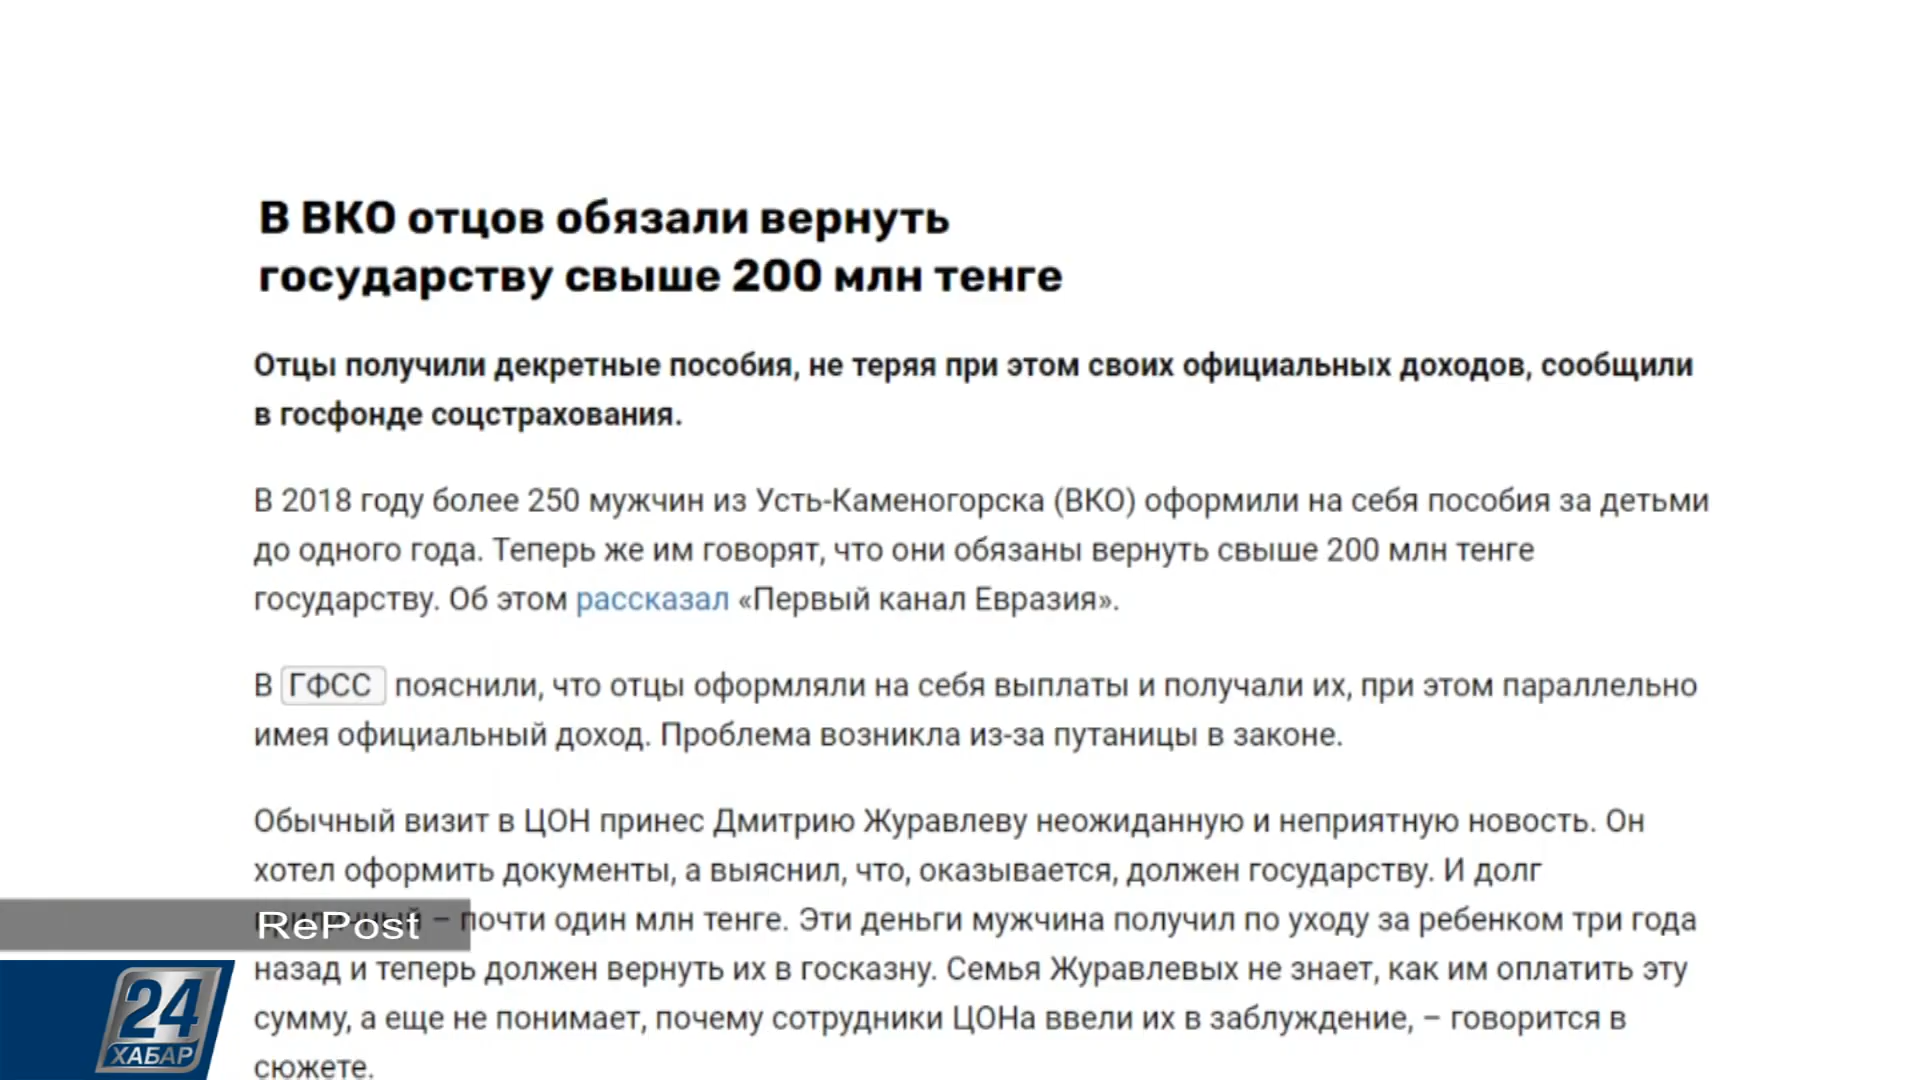 В ВКО отцов обязали вернуть
государству свыше 200 млн тенге
Отцы получили декретные пособия, не теряя при этом своих официальных доходов, сообщили
в госфонде соцстрахования.
В 2018 году более 250 мужчин из Усть-Каменогорска (ВКО) оформили на себя пособия за детьми
до одного года. Теперь же им говорят, что они обязаны вернуть свыше 200 млн тенге
государству. Об этом рассказал «Первый канал Евразия».
В ГФСС пояснили, что отцы оформляли на себя выплаты и получали их, при этом параллельно
имея официальный доход. Проблема возникла из-за путаницы в законе.
Обычный визит в ЦОН принес Дмитрию Журавлеву неожиданную и неприятную новость. Он
хотел оформить документы, а выяснил, что, оказывается, должен государству. И долг
– почти один млн тенге. Эти деньги мужчина получил по уходу за ребенком три года
назад и теперь должен вернуть их в госказну. Семья Журавлевых не знает, как им оплатить эту
сумму, а еще не понимает, почему сотрудники ЦОНа ввели их в заблуждение, – говорится в
сюжете.
RePost
24
ХАБАР